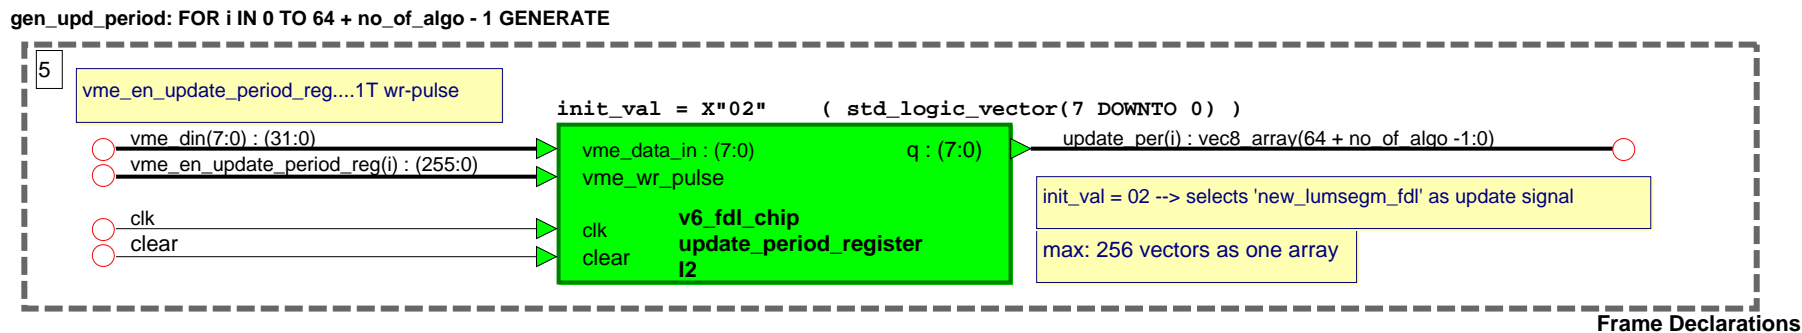 gen_upd_period: FOR i IN 0 TO 64 + no_of_algo - 1 GENERATE
5
vme_en_update_period_reg....1T wr-pulse
init_val = X"02" ( std_logic_vector(7 DOWNTO 0) )
vme_din(7:0) : (31:0)
vme_en_update_period_reg(i) : (255:0)
clk
clear
vme_data_in : (7:0)
q : (7:0)
vme_wr_pulse
clk
clear
v6_fdl_chip
update_period_register
I2
update_per(i) : vec8_array(64 + no_of_algo -1:0)
init_val = 02 --> selects 'new_lumsegm_fdl' as update signal
max: 256 vectors as one array
Frame Declarations